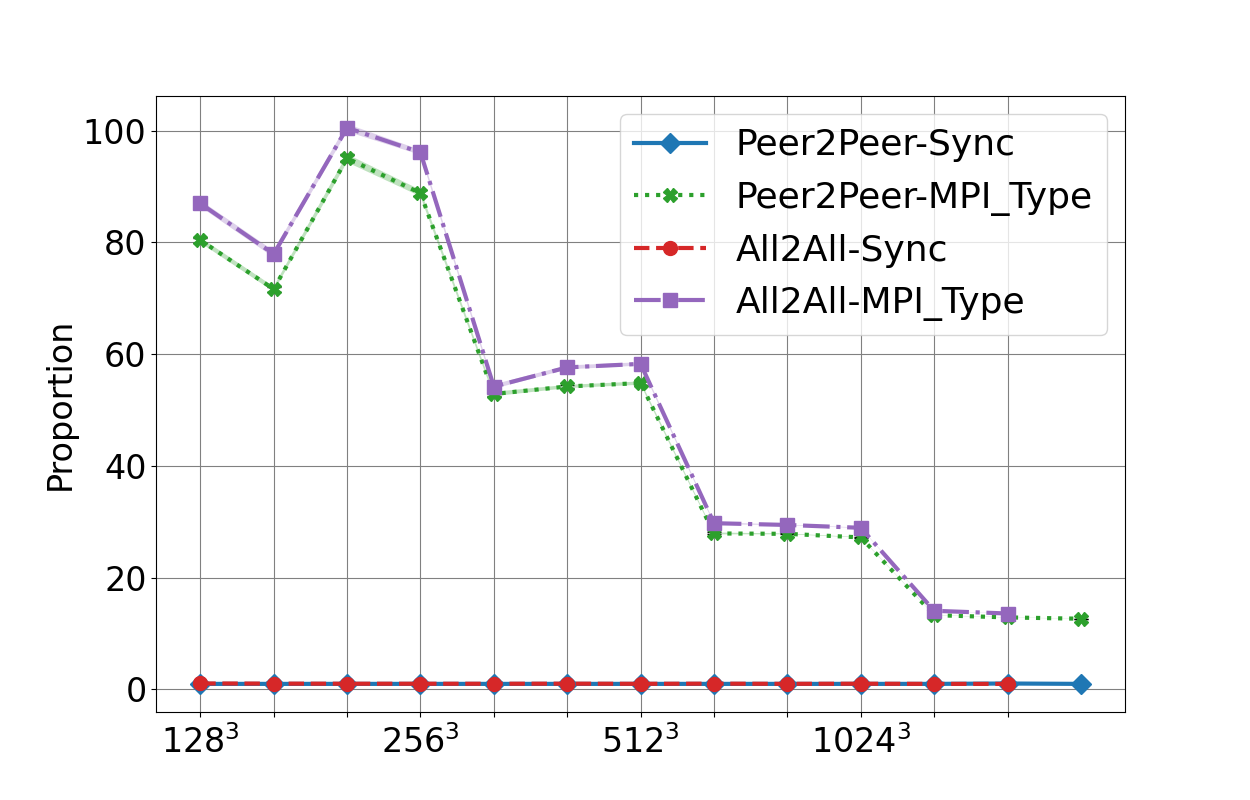 Peer2Peer-Sync
Peer2Peer-MPI_Type
All2All-Sync
All2All-MPI_Type
Proportion
100
80
60
40
20
0
128³
256³
512³
1024³